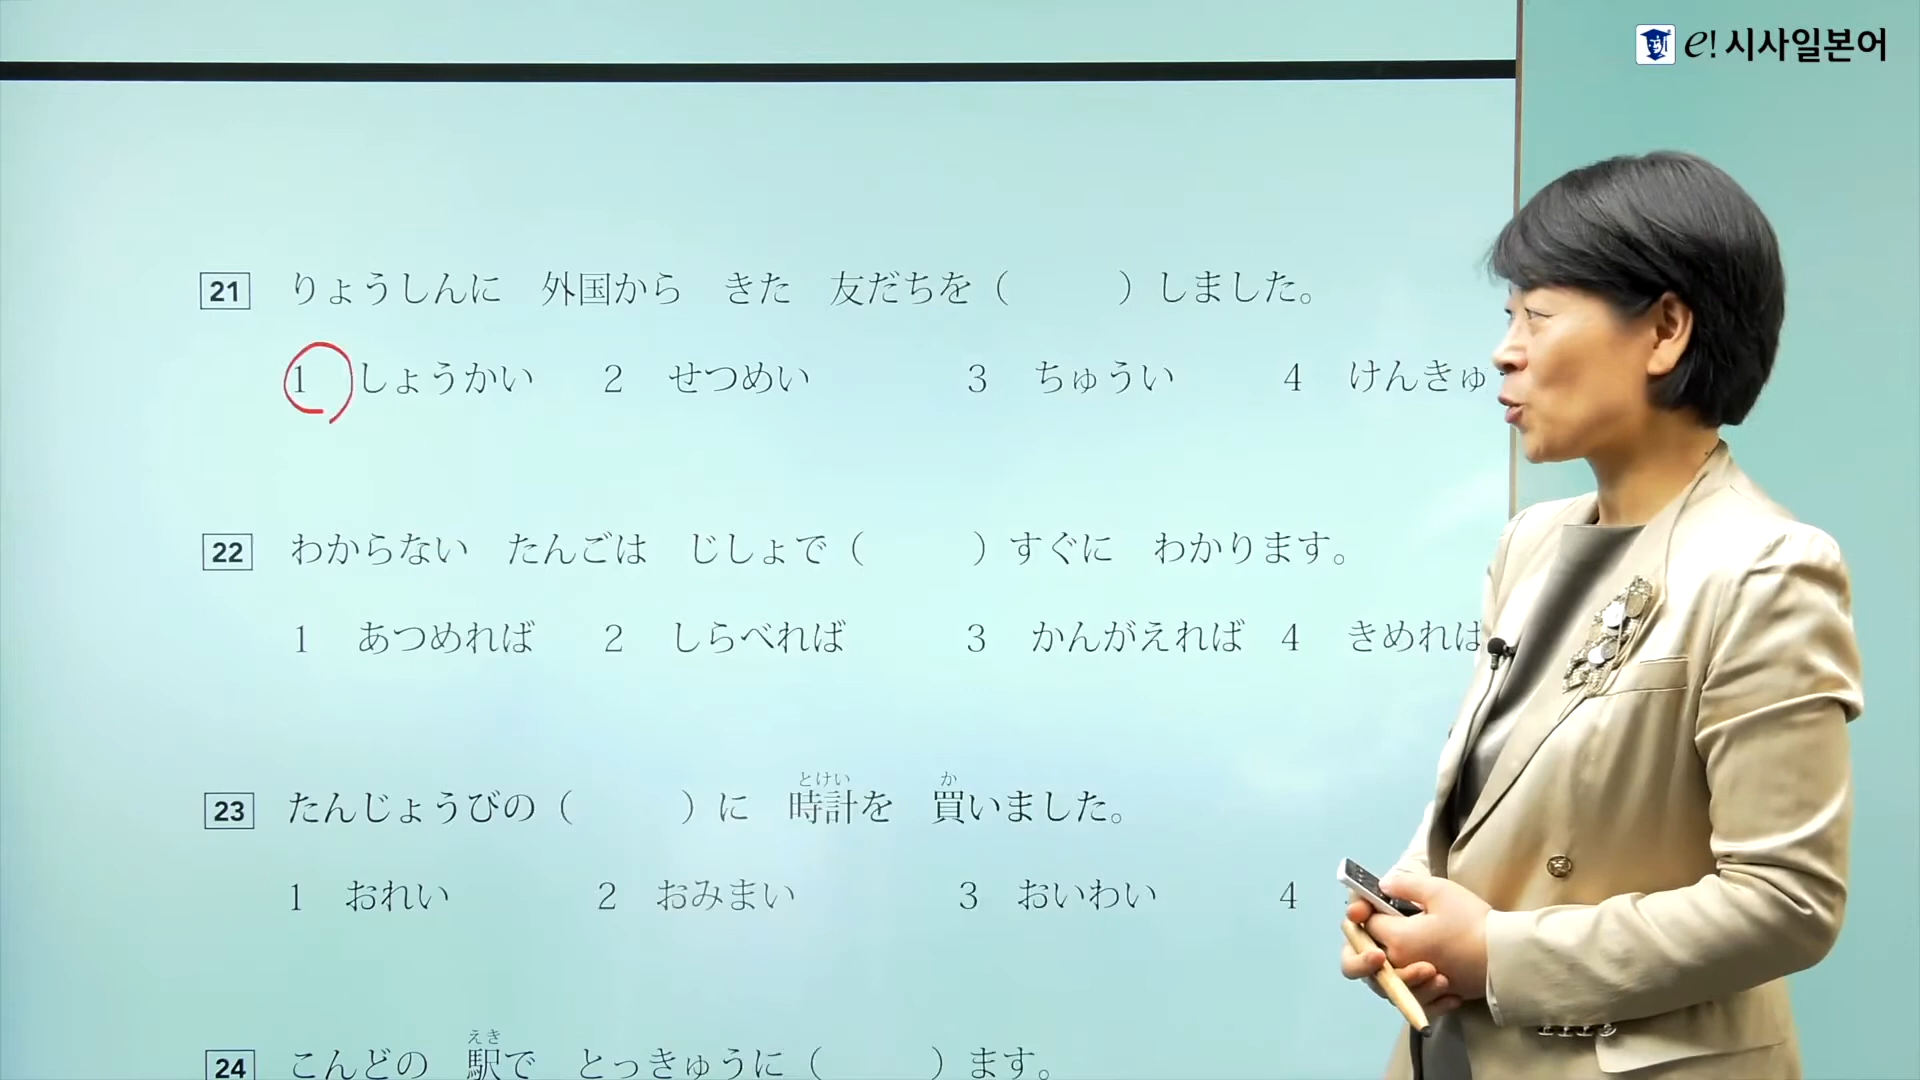 e! 시사일본어
21 りょうしんに 外国から きた 友だちを（ ）しました。
1 しょうかい 2 せつめい 3 ちゅうい 4 けんきゅ
22 わからない たんごは じしょで（ ）すぐに わかります。
1 あつめれば 2 しらべれば 3 かんがえれば 4 きめれば
とけい か
23 たんじょうびの（ ）に 時計を 買いました。
1 おれい 2 おみまい 3 おいわい 4
えき
24 こんどの 駅で とっきゅうに（ ）ます。